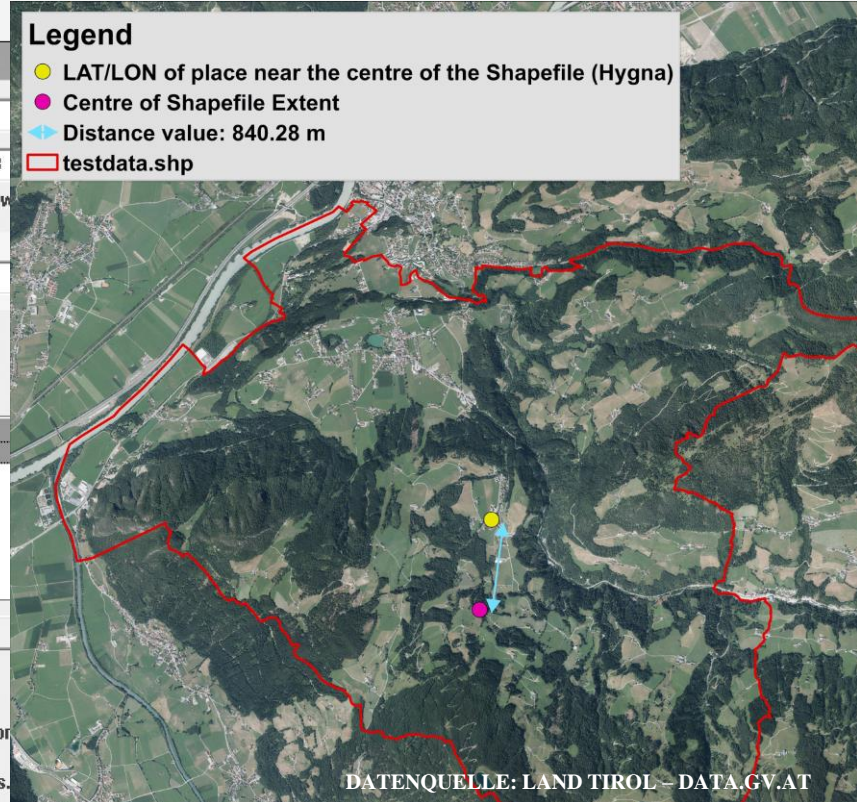 Legend
LAT/LON of place near the centre of the Shapefile (Hygna)
Centre of Shapefile Extent
Distance value: 840.28 m
testdata.shp
DATENQUELLE: LAND TIROL – DATA.GV.AT